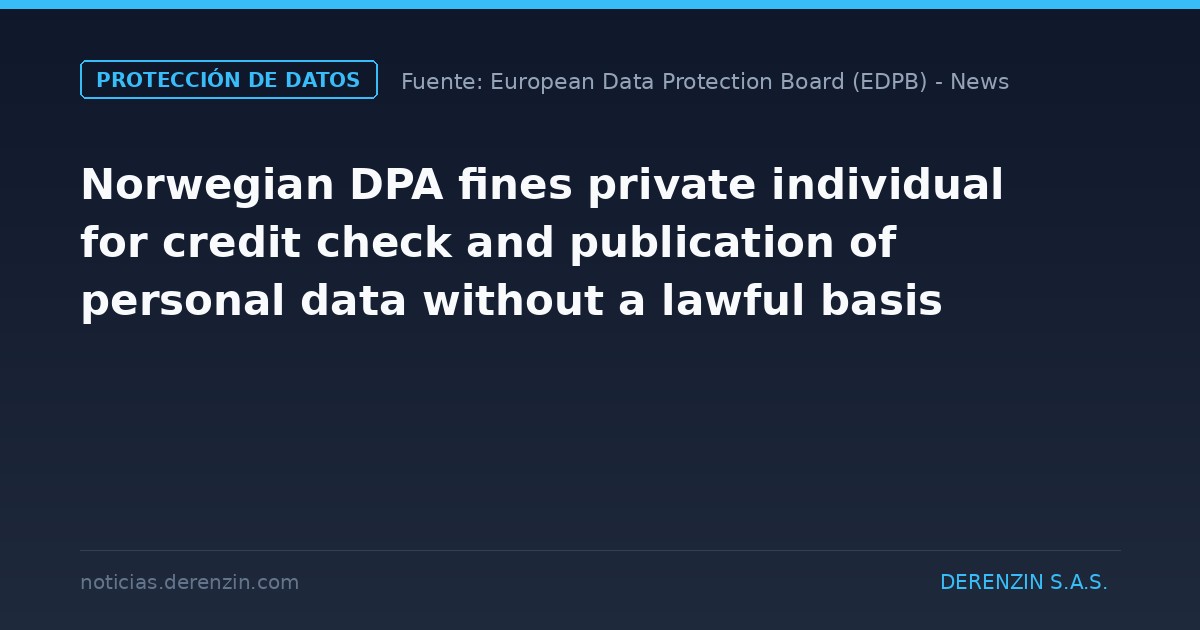 PROTECCIÓN DE DATOS
Fuente: European Data Protection Board (EDPB) - News
Norwegian DPA fines private individual
for credit check and publication of
personal data without a lawful basis
noticias.derenzin.com
DERENZIN S.A.S.